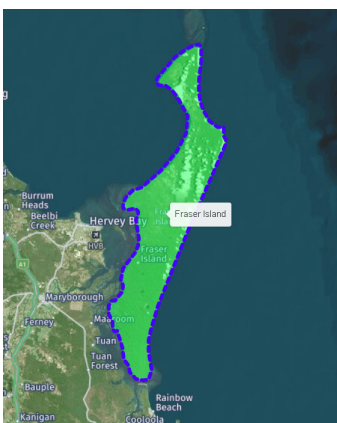 Burrum
Heads
Beelbi
Creek
Hervey Bay
HVB
Fraser Island
Fraser
Island
A1
Maryborough
Maaroom
Ferney
Tuan
Tuan
Forest
Bauple
Kanigan
Rainbow
Beach
Cooloola